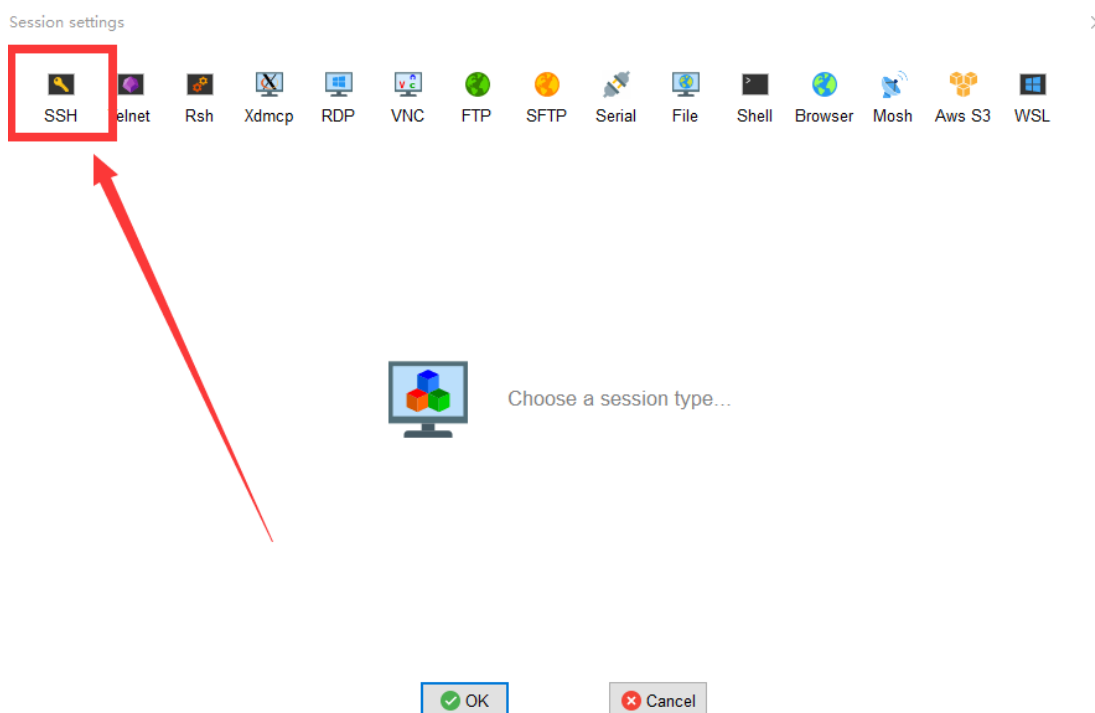 Session settings
SSH elnet Rsh Xdmcp RDP VNC FTP SFTP Serial File Shell Browser Mosh Aws S3 WSL
Choose a session type...
OK Cancel